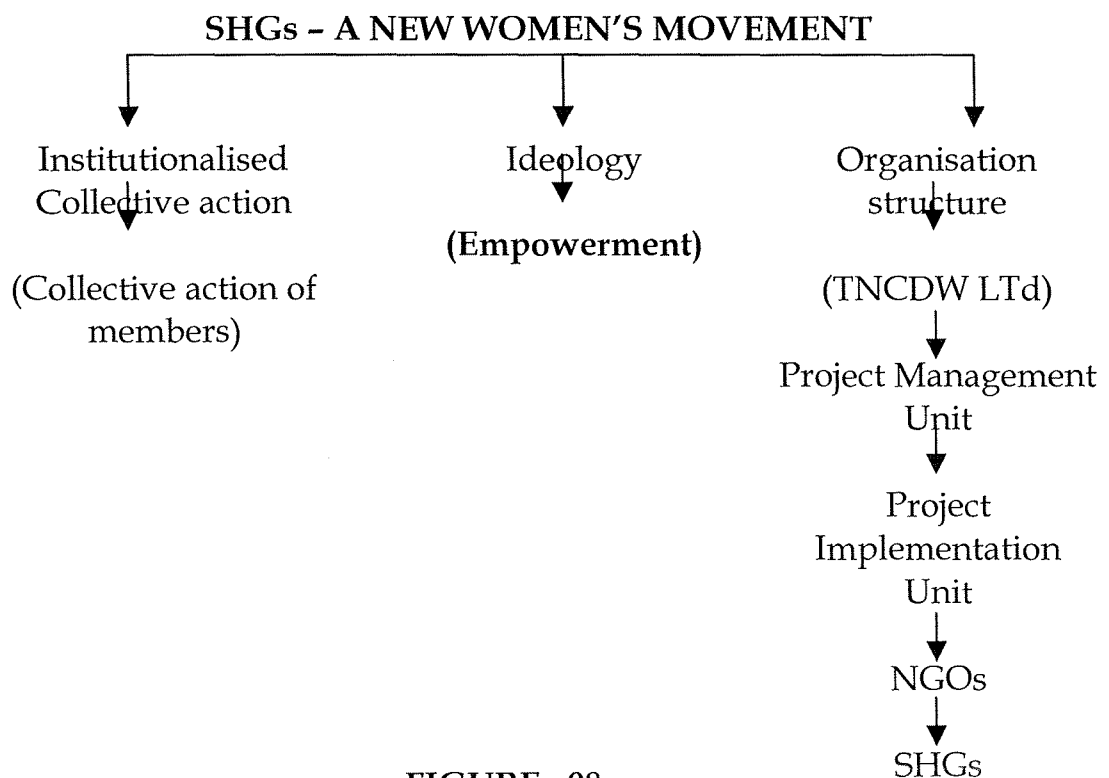 SHGs – A NEW WOMEN'S MOVEMENT
Institutionalised
Collective action
(Collective action of
members)
Ideology
(Empowerment)
Organisation
structure
(TNCDW LTd)
Project Management
Unit
Project
Implementation
Unit
NGOs
SHGs
FIGURE - 08